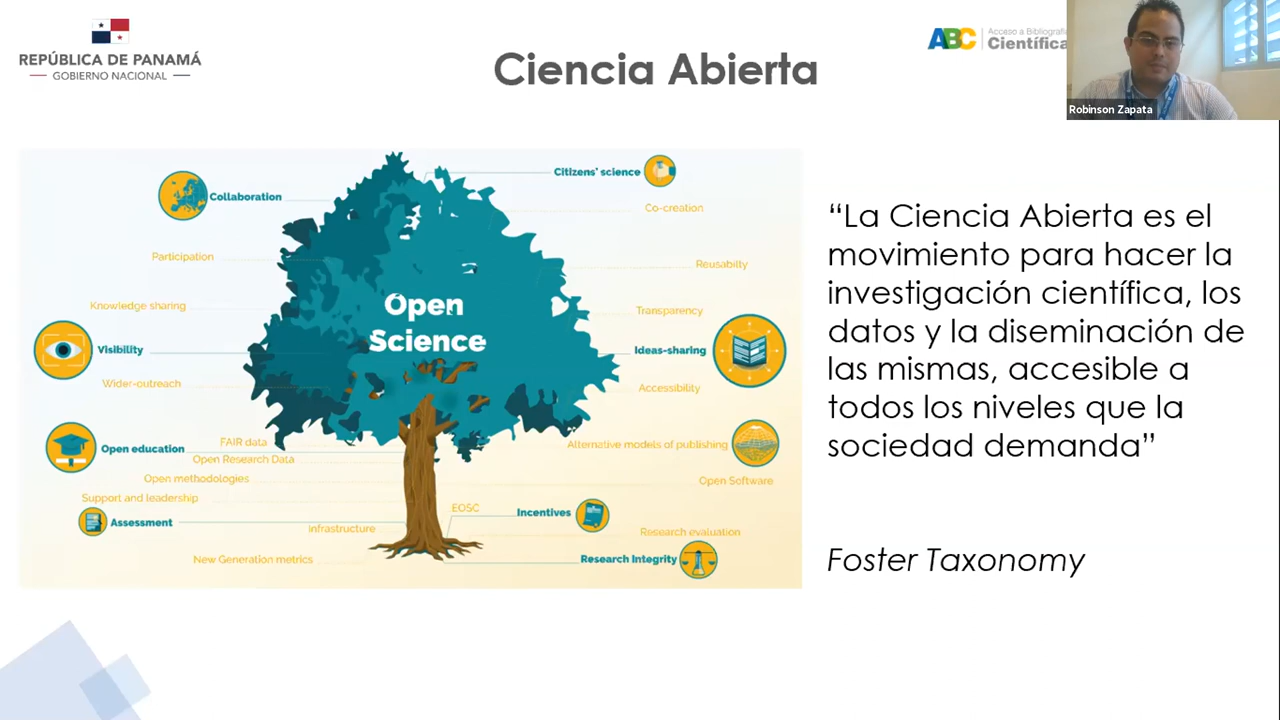 REPÚBLICA DE PANAMÁ
GOBIERNO NACIONAL
Ciencia Abierta
ABC
Acceso a Bibliografí
Científica
Robinson Zapata
Collaboration
Participation
Knowledge sharing
Visibility
Wider-outreach
Open education
FAIR data
Open Research Data
Open methodologies
Support and leadership
Assessment
Infrastructure
New Generation metrics
Open
Science
Citizens' science
Co-creation
Reusabilty
Transparency
Ideas-sharing
Accessibility
Alternative models of publishing
Open Software
EOSC
Incentives
Research evaluation
Research Integrity
“La Ciencia Abierta es el
movimiento para hacer la
investigación científica, los
datos y la diseminación de
las mismas, accesible a
todos los niveles que la
sociedad demanda”
Foster Taxonomy